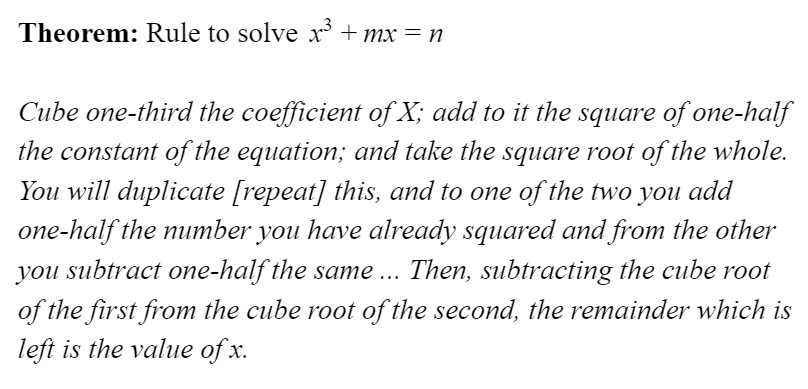 Theorem: Rule to solve x³ + mx = n
Cube one-third the coefficient of X; add to it the square of one-half
the constant of the equation; and take the square root of the whole.
You will duplicate [repeat] this, and to one of the two you add
one-half the number you have already squared and from the other
you subtract one-half the same ... Then, subtracting the cube root
of the first from the cube root of the second, the remainder which is
left is the value of x.